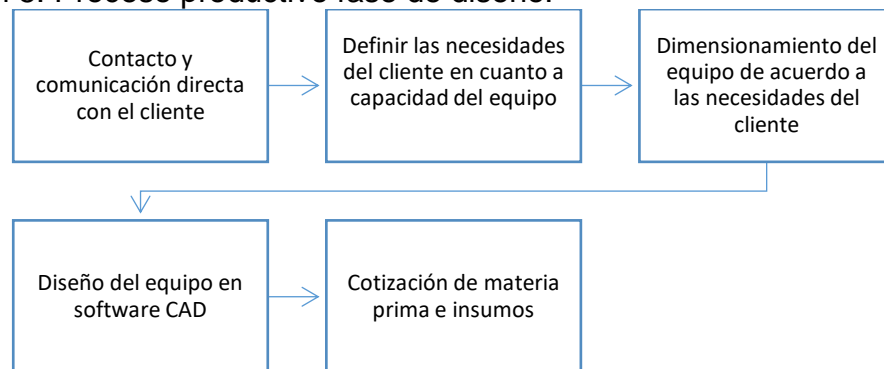 Proceso productivo fase de diseño.
Contacto y
comunicación directa
con el cliente
Definir las necesidades
del cliente en cuanto a
capacidad del equipo
Dimensionamiento del
equipo de acuerdo a
las necesidades del
cliente
Diseño del equipo en
software CAD
Cotización de materia
prima e insumos